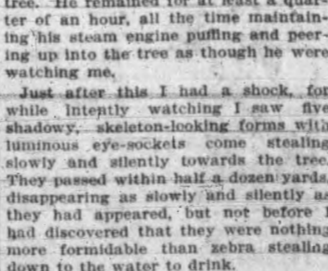 tree. He remained for at least a quar-
ter of an hour, all the time maintain-
ing his steam engine puffing and peer-
ing up into the tree as though he were
watching me.
Just after this I had a shock, for
while intently watching I saw five
shadowy, skeleton-looking forms with
luminous eye-sockets come stealing
slowly and silently towards the tree.
They passed within half a dozen yards,
disappearing as slowly and silently as
they had appeared, but not before I
had discovered that they were nothing
more formidable than zebra stealing
down to the water to drink.